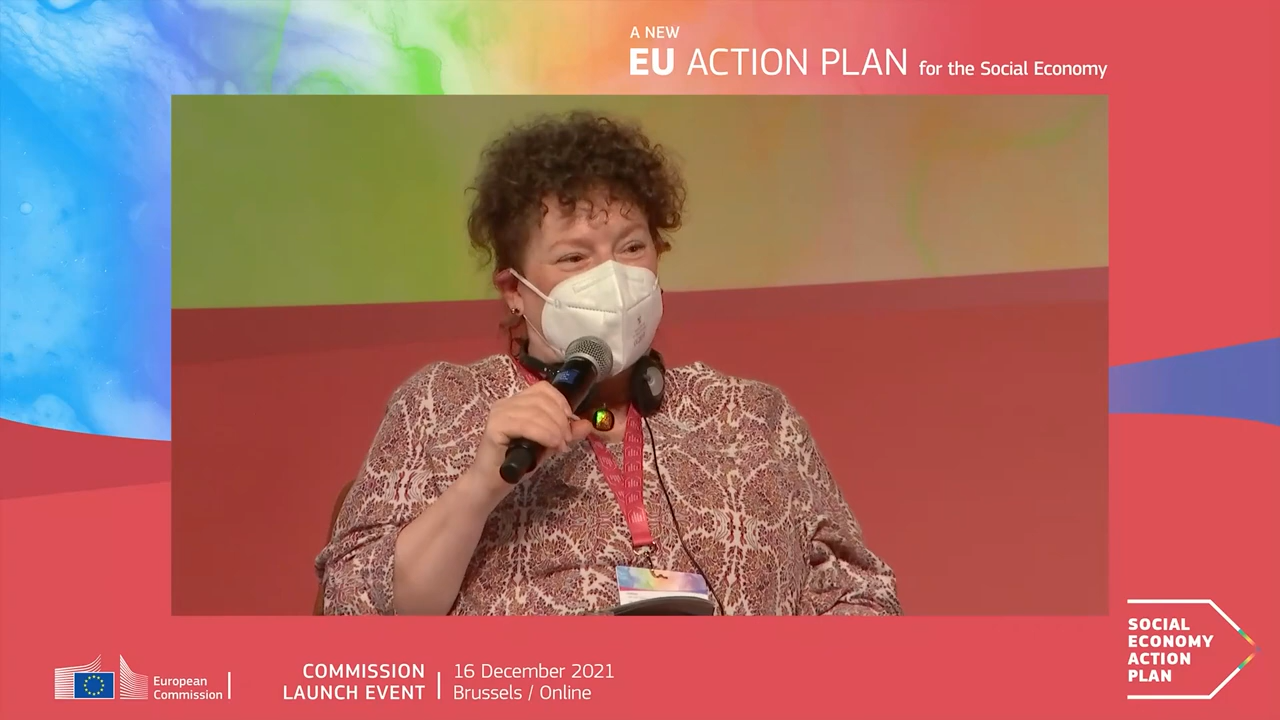 A NEW
EU ACTION PLAN for the Social Economy
SOCIAL
ECONOMY
ACTION
PLAN
European
Commission
COMMISSION
LAUNCH EVENT
16 December 2021
Brussels / Online